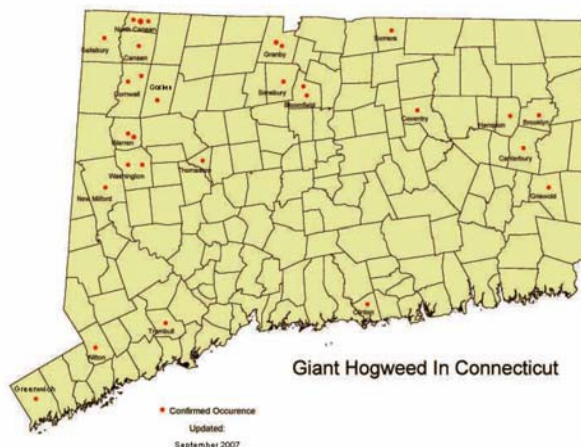 North Canaan
Salisbury
Canaan
Granby
Somers
Cornwall
Goshen
Simsbury
Bloomfield
Coventry
Hampton
Brooklyn
Warren
Canterbury
Washington
Thomaston
New Milford
Griswold
Clinton
Trumbull
Wilton
Giant Hogweed In Connecticut
Greenwich
Confirmed Occurence
Updated:
September 2007